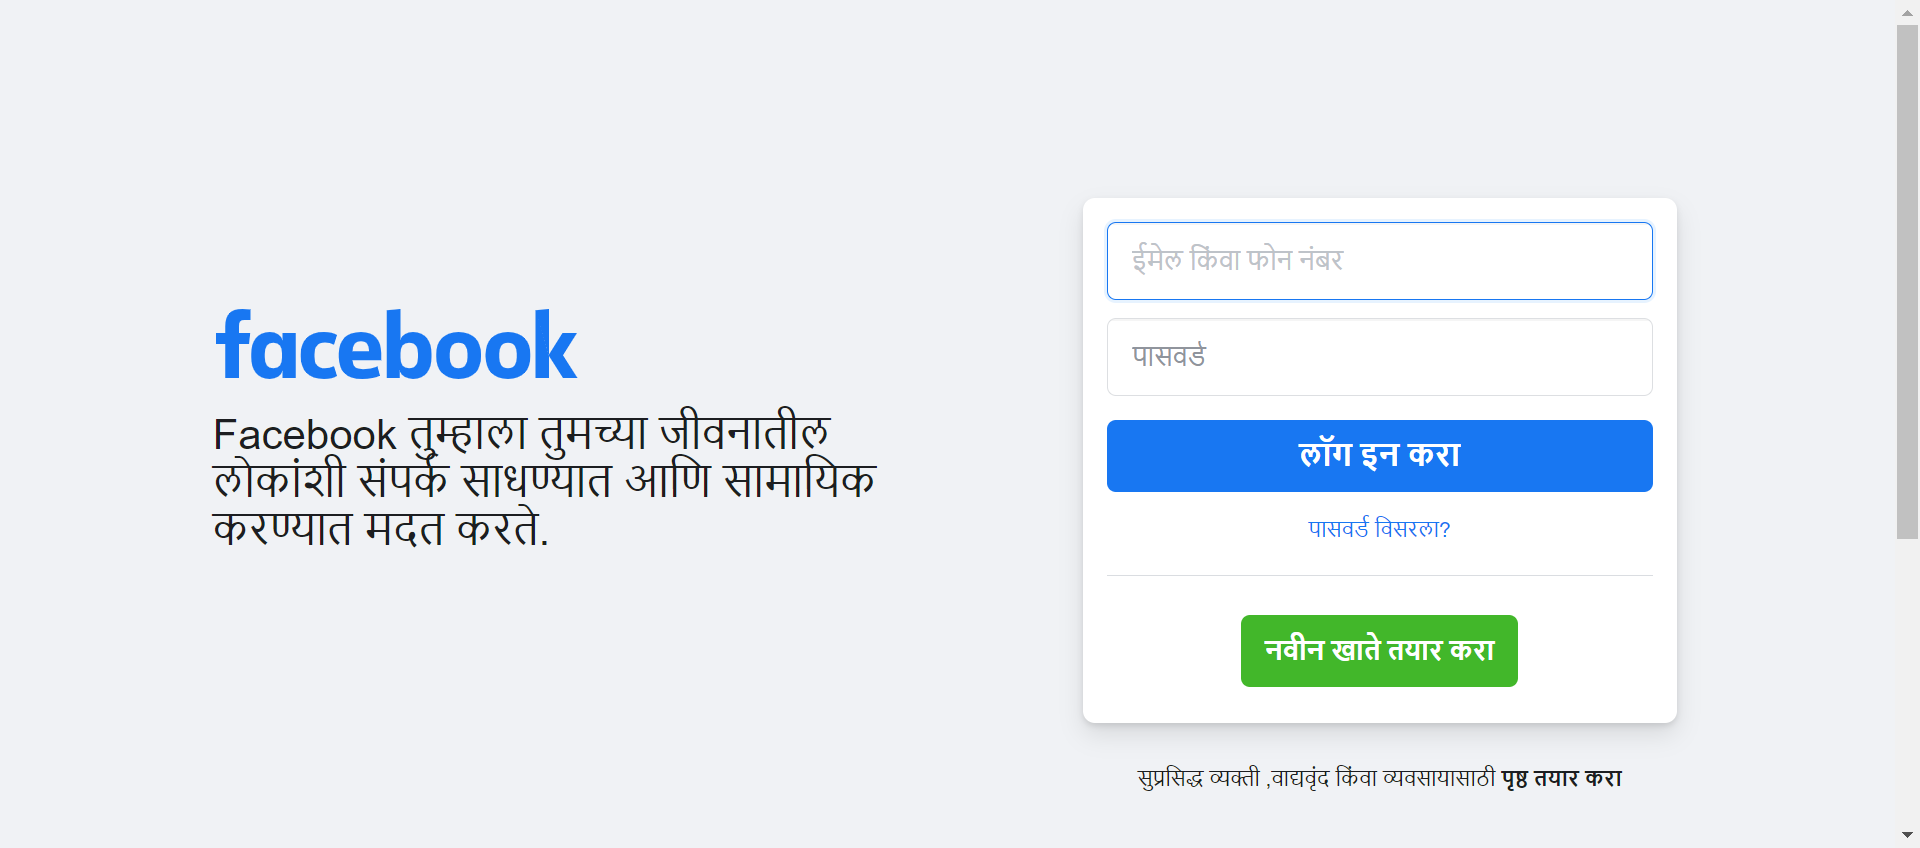 facebook
Facebook तुम्हाला तुमच्या जीवनातील
लोकांशी संपर्क साधण्यात आणि सामायिक
करण्यात मदत करते.
ईमेल किंवा फोन नंबर
पासवर्ड
लॉग इन करा
पासवर्ड विसरला?
नवीन खाते तयार करा
सुप्रसिद्ध व्यक्ती ,वाद्यवृंद किंवा व्यवसायासाठी पृष्ठ तयार करा